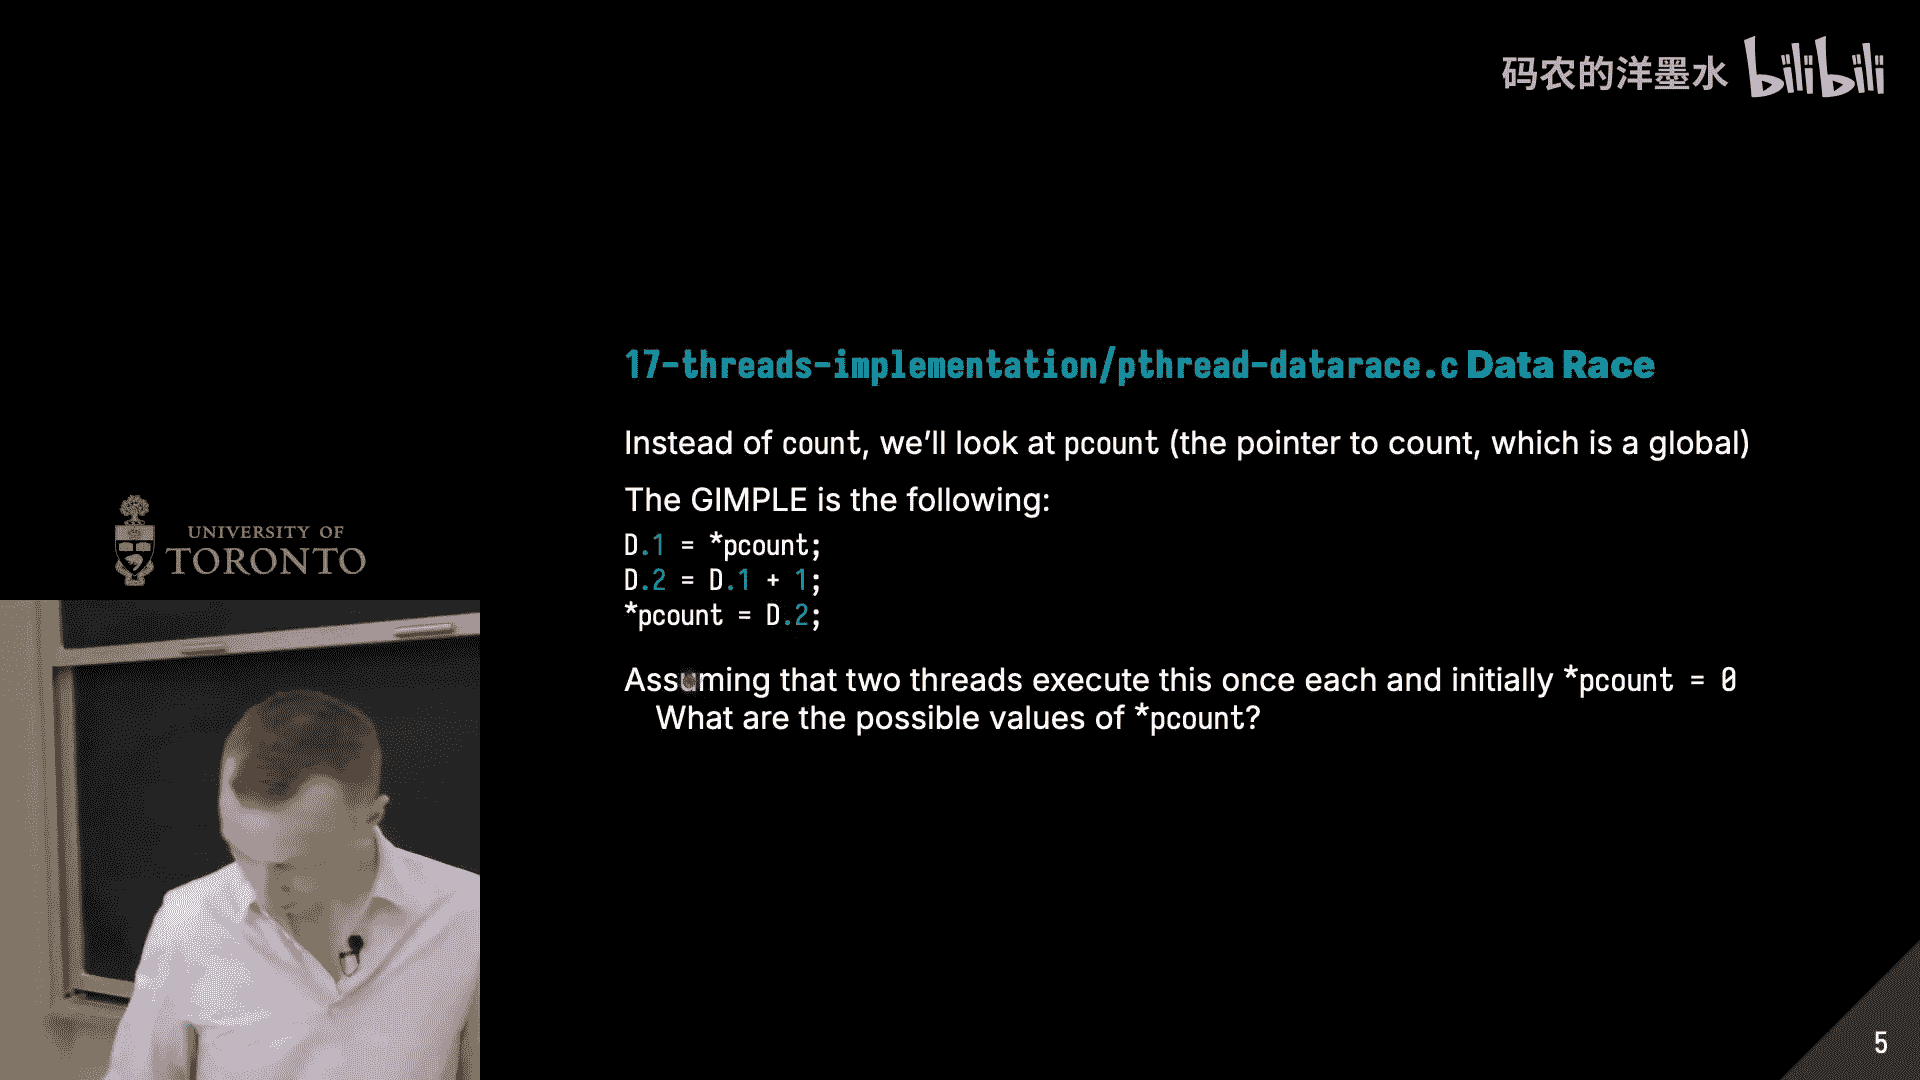 码农的洋墨水 bilibili
17-threads-implementation/pthread-datarace.c Data Race
Instead of count, we'll look at pcount (the pointer to count, which is a global)
The GIMPLE is the following:
D.1 = *pcount;
D.2 = D.1 + 1;
*pcount = D.2;
Assuming that two threads execute this once each and initially *pcount = 0
What are the possible values of *pcount?
UNIVERSITY OF
TORONTO
5